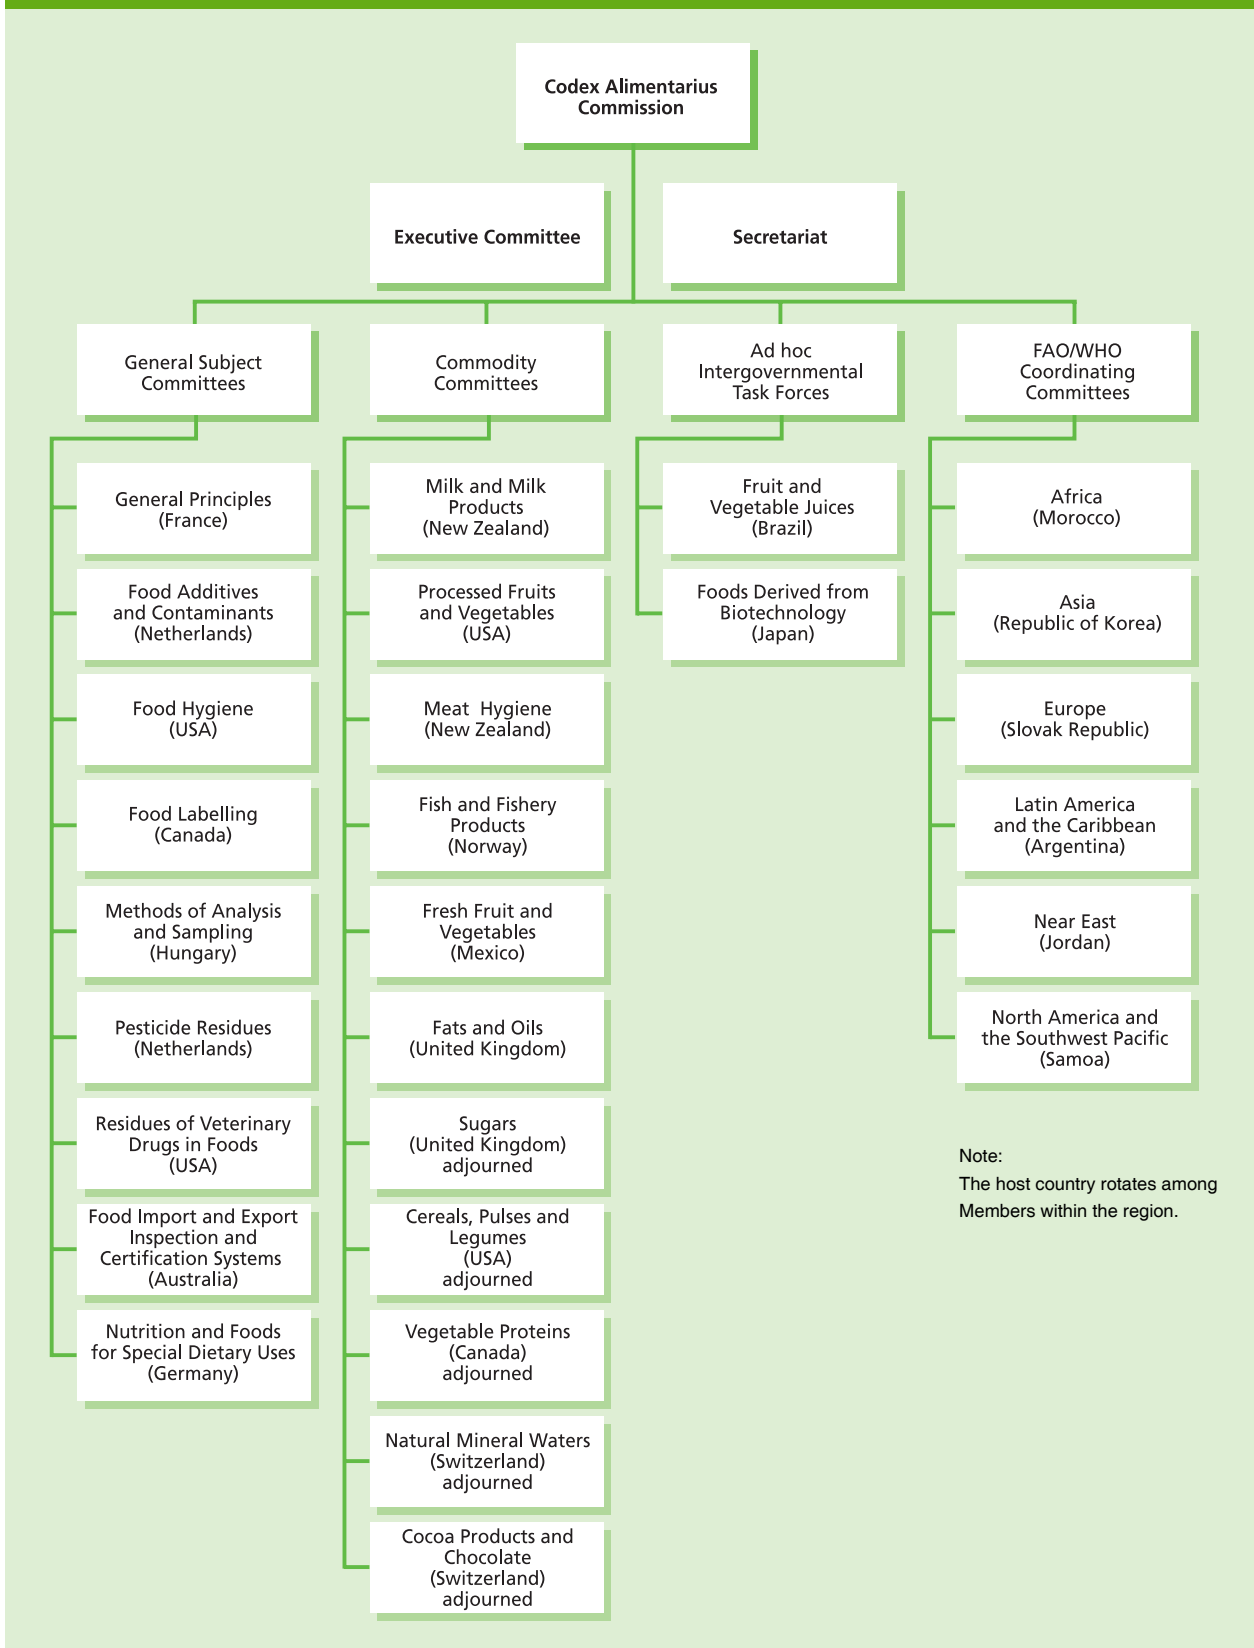 Codex Alimentarius
Commission
Executive Committee
Secretariat
General Subject
Committees
Commodity
Committees
Ad hoc
Intergovernmental
Task Forces
FAO/WHO
Coordinating
Committees
General Principles
(France)
Food Additives
and Contaminants
(Netherlands)
Food Hygiene
(USA)
Food Labelling
(Canada)
Methods of Analysis
and Sampling
(Hungary)
Pesticide Residues
(Netherlands)
Residues of Veterinary
Drugs in Foods
(USA)
Food Import and Export
Inspection and
Certification Systems
(Australia)
Nutrition and Foods
for Special Dietary Uses
(Germany)
Milk and Milk
Products
(New Zealand)
Processed Fruits
and Vegetables
(USA)
Meat Hygiene
(New Zealand)
Fish and Fishery
Products
(Norway)
Fresh Fruit and
Vegetables
(Mexico)
Fats and Oils
(United Kingdom)
Sugars
(United Kingdom)
adjourned
Cereals, Pulses and
Legumes
(USA)
adjourned
Vegetable Proteins
(Canada)
adjourned
Natural Mineral Waters
(Switzerland)
adjourned
Cocoa Products and
Chocolate
(Switzerland)
adjourned
Fruit and
Vegetable Juices
(Brazil)
Foods Derived from
Biotechnology
(Japan)
Africa
(Morocco)
Asia
(Republic of Korea)
Europe
(Slovak Republic)
Latin America
and the Caribbean
(Argentina)
Near East
(Jordan)
North America and
the Southwest Pacific
(Samoa)
Note:
The host country rotates among
Members within the region.